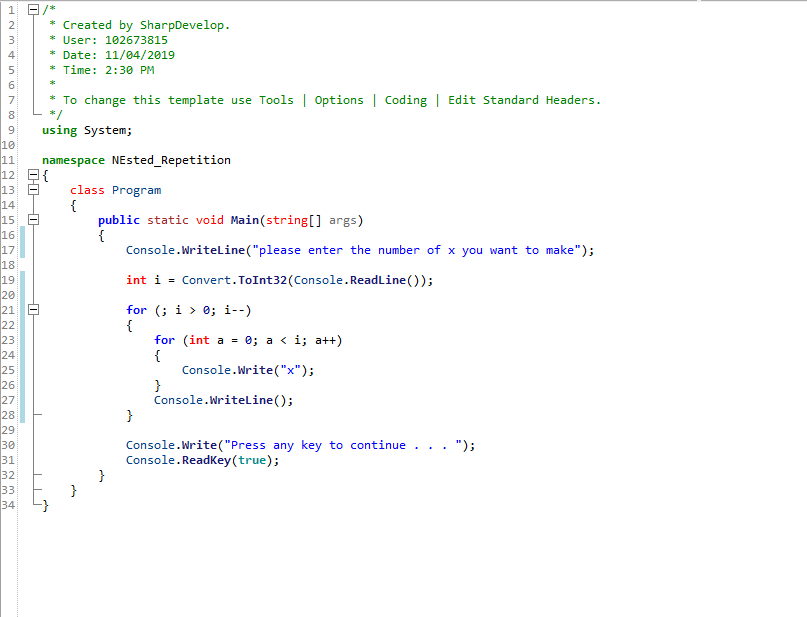 1 /*
2  * Created by SharpDevelop.
3  * User: 102673815
4  * Date: 11/04/2019
5  * Time: 2:30 PM
6  *
7  * To change this template use Tools | Options | Coding | Edit Standard Headers.
8  */
9 using System;
10
11 namespace NEsted_Repetition
12 {
13     class Program
14     {
15         public static void Main(string[] args)
16         {
17             Console.WriteLine("please enter the number of x you want to make");
18
19             int i = Convert.ToInt32(Console.ReadLine());
20
21             for (; i > 0; i--)
22             {
23                 for (int a = 0; a < i; a++)
24                 {
25                     Console.Write("x");
26                 }
27                 Console.WriteLine();
28             }
29
30             Console.Write("Press any key to continue . . . ");
31             Console.ReadKey(true);
32         }
33     }
34 }